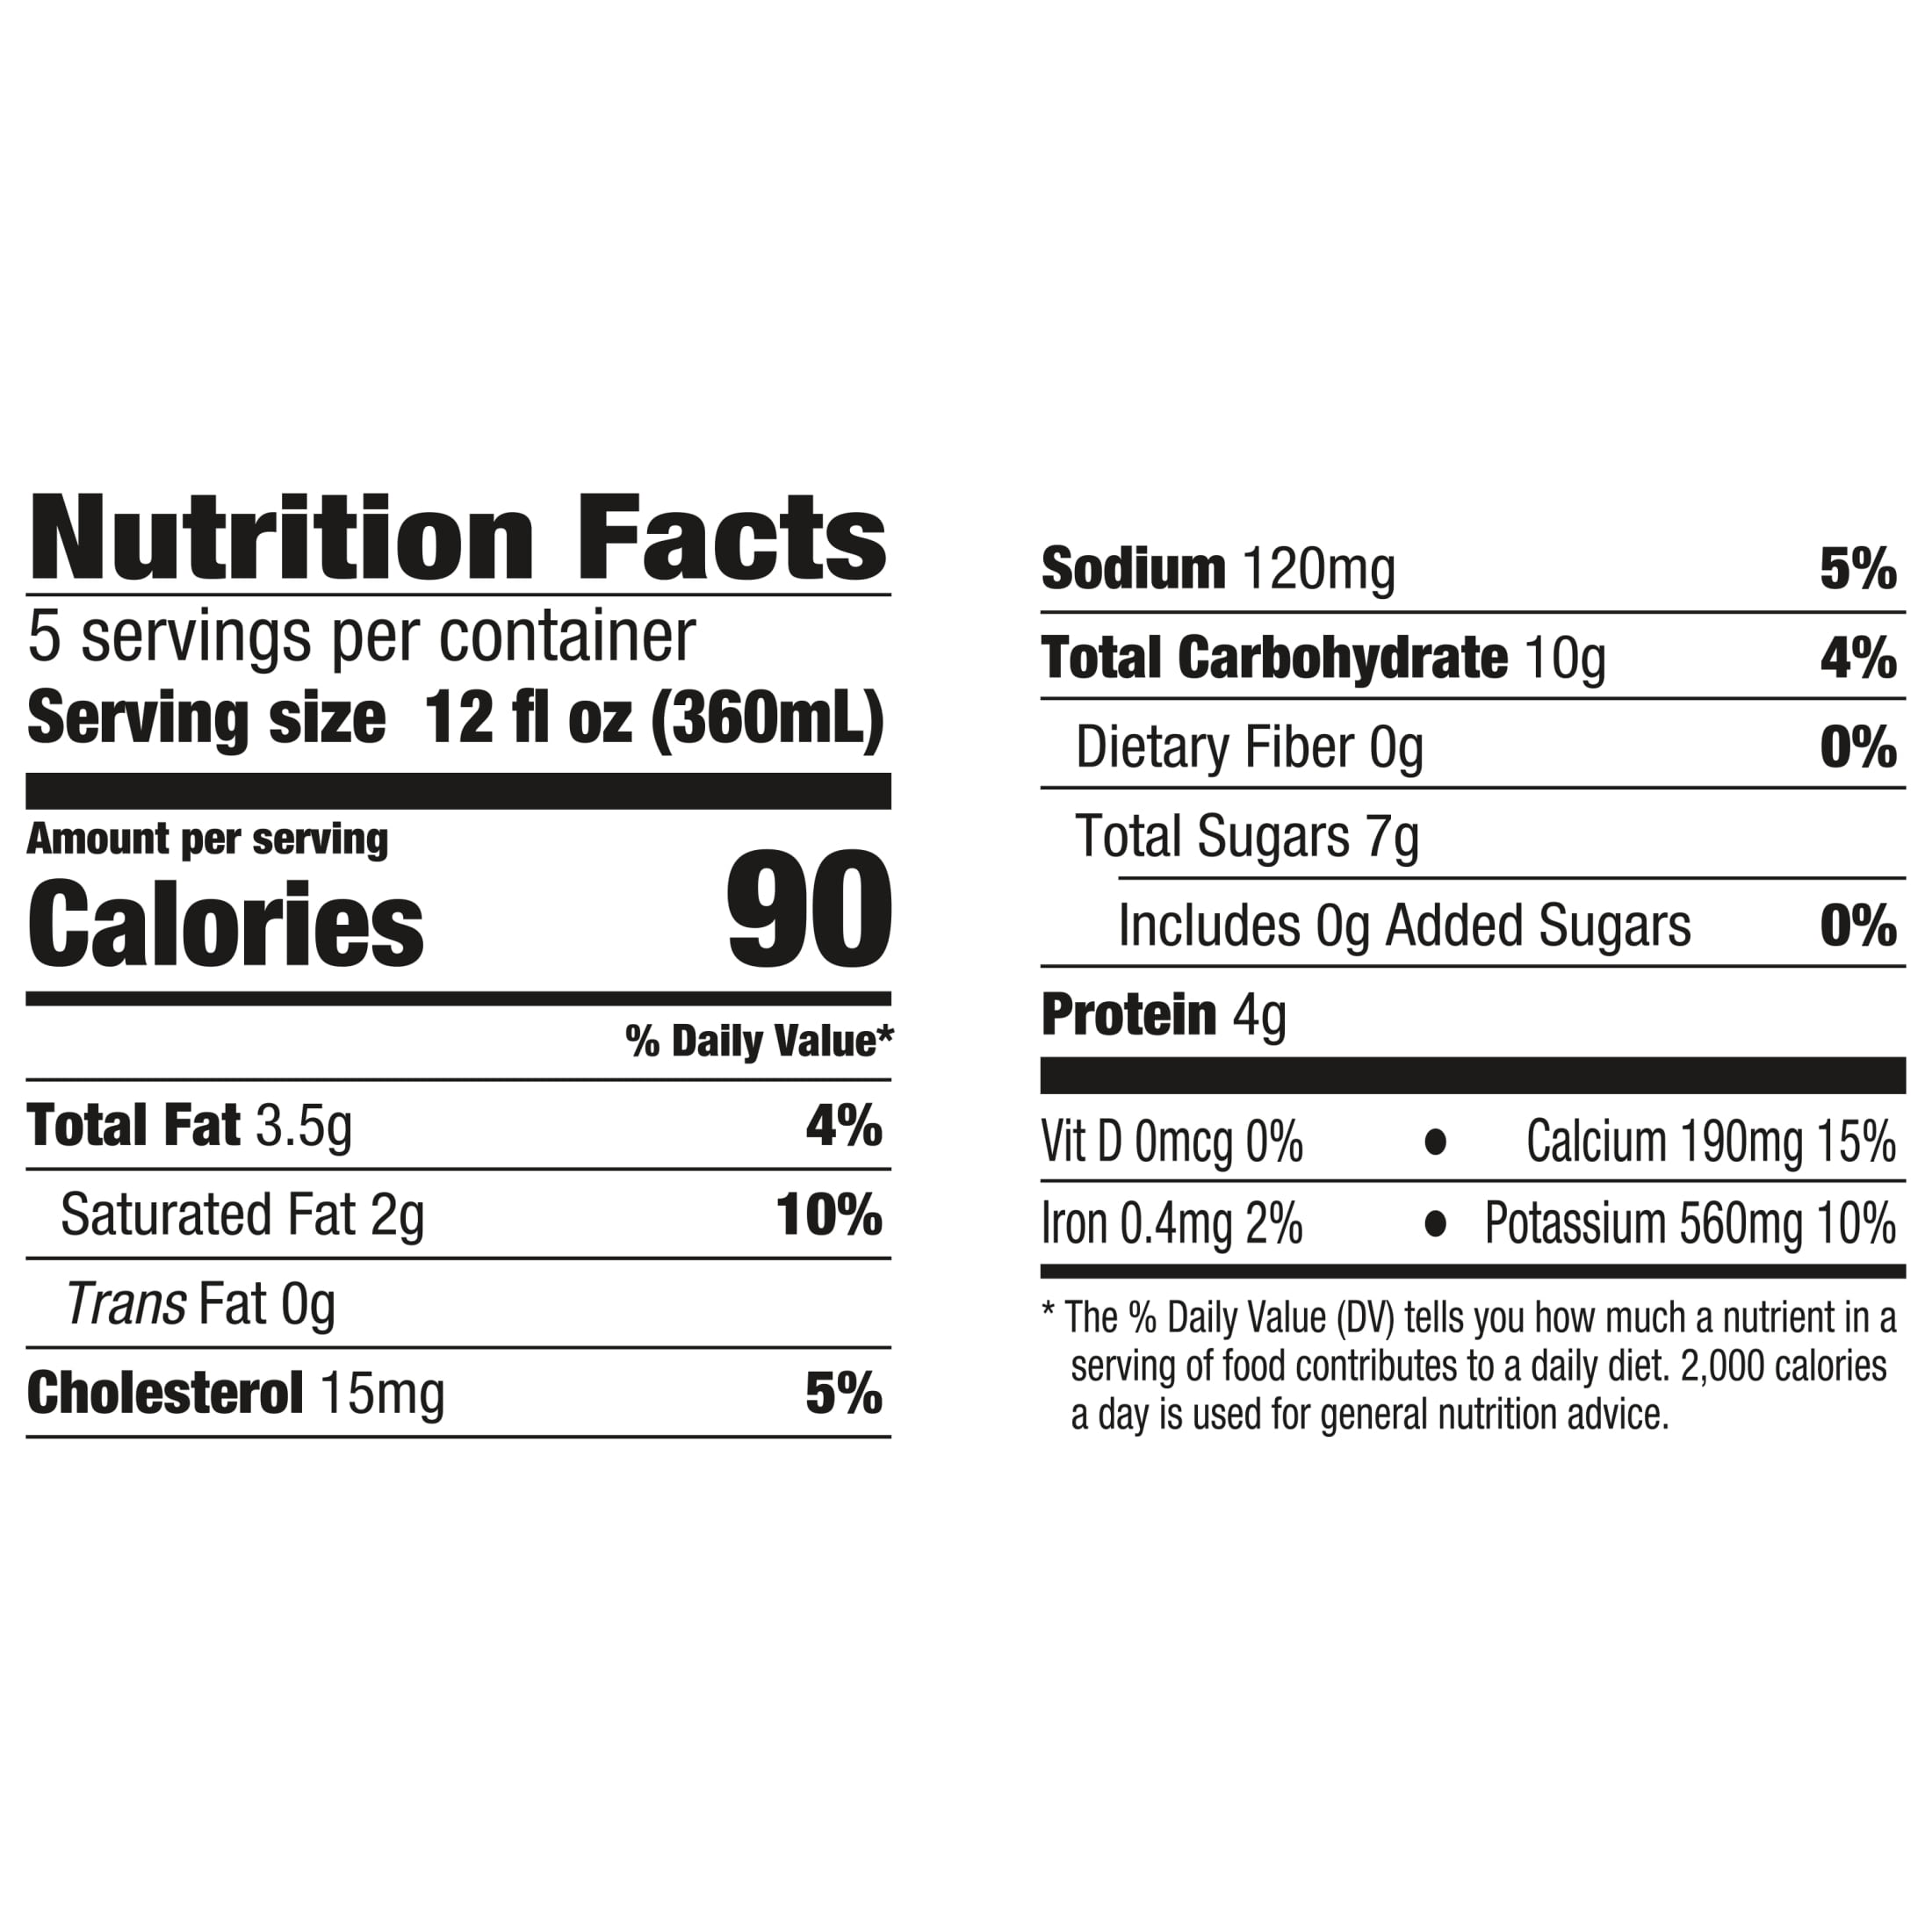 Nutrition Facts
5 servings per container
Serving size 12 fl oz (360mL)
Amount per serving
Calories 90
% Daily Value*
Total Fat 3.5g 4%
Saturated Fat 2g 10%
Trans Fat 0g
Cholesterol 15mg 5%
Sodium 120mg 5%
Total Carbohydrate 10g 4%
Dietary Fiber 0g 0%
Total Sugars 7g
Includes 0g Added Sugars 0%
Protein 4g
Vit D 0mcg 0% • Calcium 190mg 15%
Iron 0.4mg 2% • Potassium 560mg 10%
* The % Daily Value (DV) tells you how much a nutrient in a
serving of food contributes to a daily diet. 2,000 calories
a day is used for general nutrition advice.